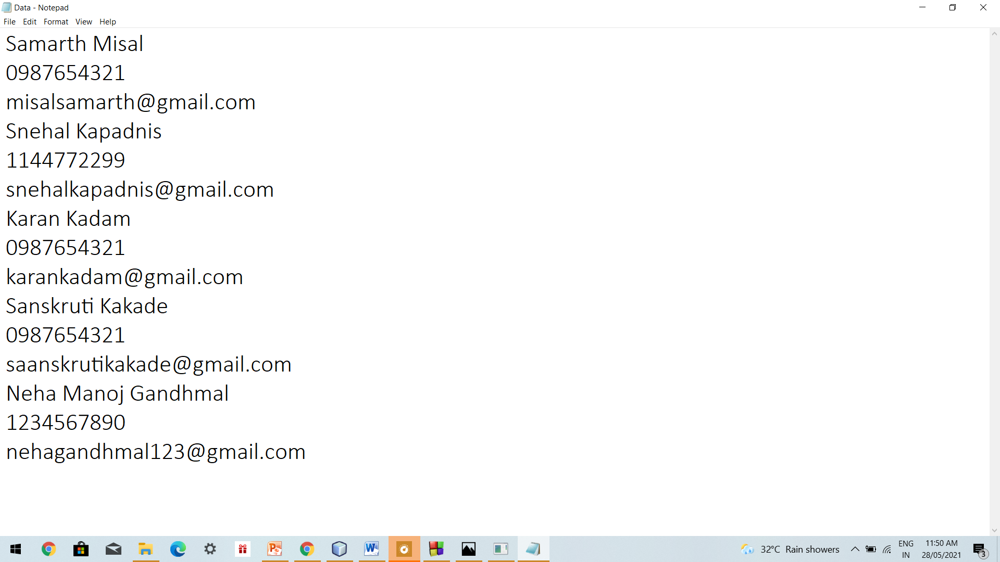 Data - Notepad
File Edit Format View Help
Samarth Misal
0987654321
misalsamarth@gmail.com
Snehal Kapadnis
1144772299
snehalkapadnis@gmail.com
Karan Kadam
0987654321
karankadam@gmail.com
Sanskruti Kakade
0987654321
saanskrutikakade@gmail.com
Neha Manoj Gandhmal
1234567890
nehagandhmal123@gmail.com
32°C Rain showers
ENG
IN
11:50 AM
28/05/2021
3